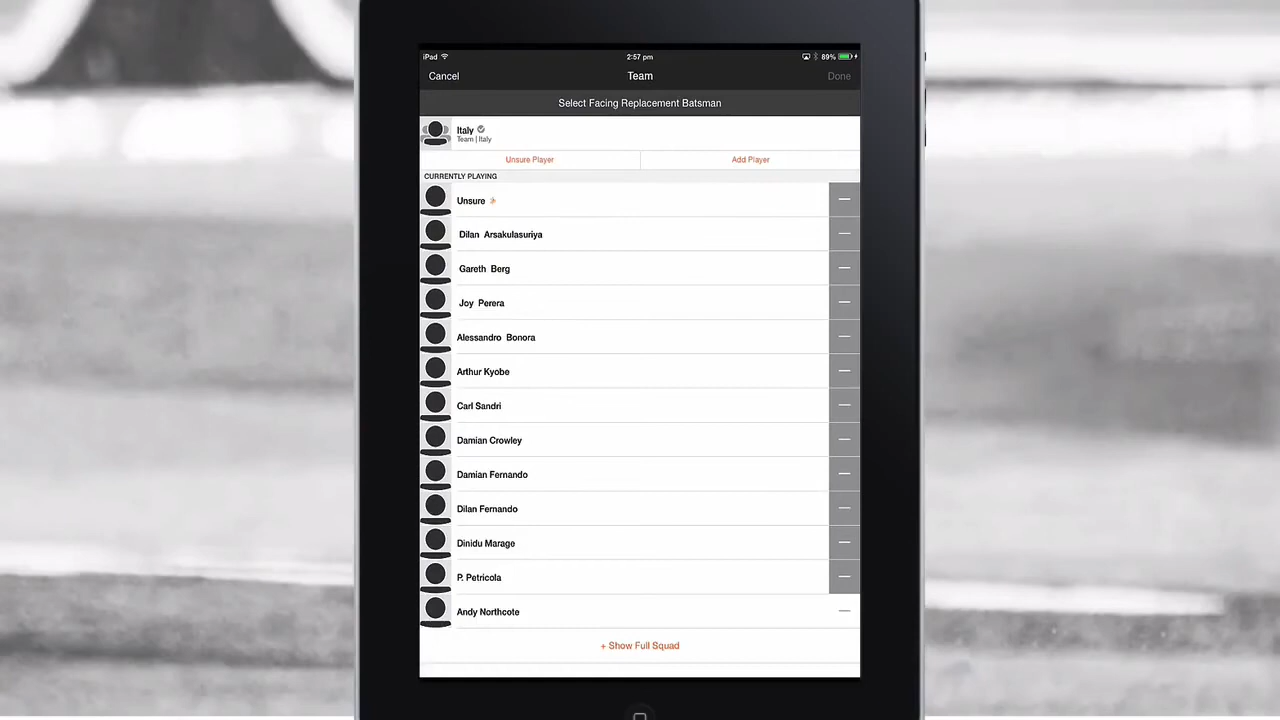 iPad 2:57 pm 89%
Cancel Team Done
Select Facing Replacement Batsman
Italy
Team | Italy
Unsure Player Add Player
CURRENTLY PLAYING
Unsure
Dilan Arsakulasuriya
Gareth Berg
Joy Perera
Alessandro Bonora
Arthur Kyobe
Carl Sandri
Damian Crowley
Damian Fernando
Dilan Fernando
Dinidu Marage
P. Petricola
Andy Northcote
+ Show Full Squad